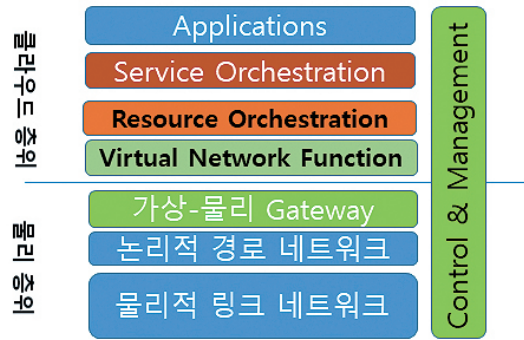 클라우드 층위
Applications
Service Orchestration
Resource Orchestration
Virtual Network Function
물리 층위
가상-물리 Gateway
논리적 경로 네트워크
물리적 링크 네트워크
Control & Management